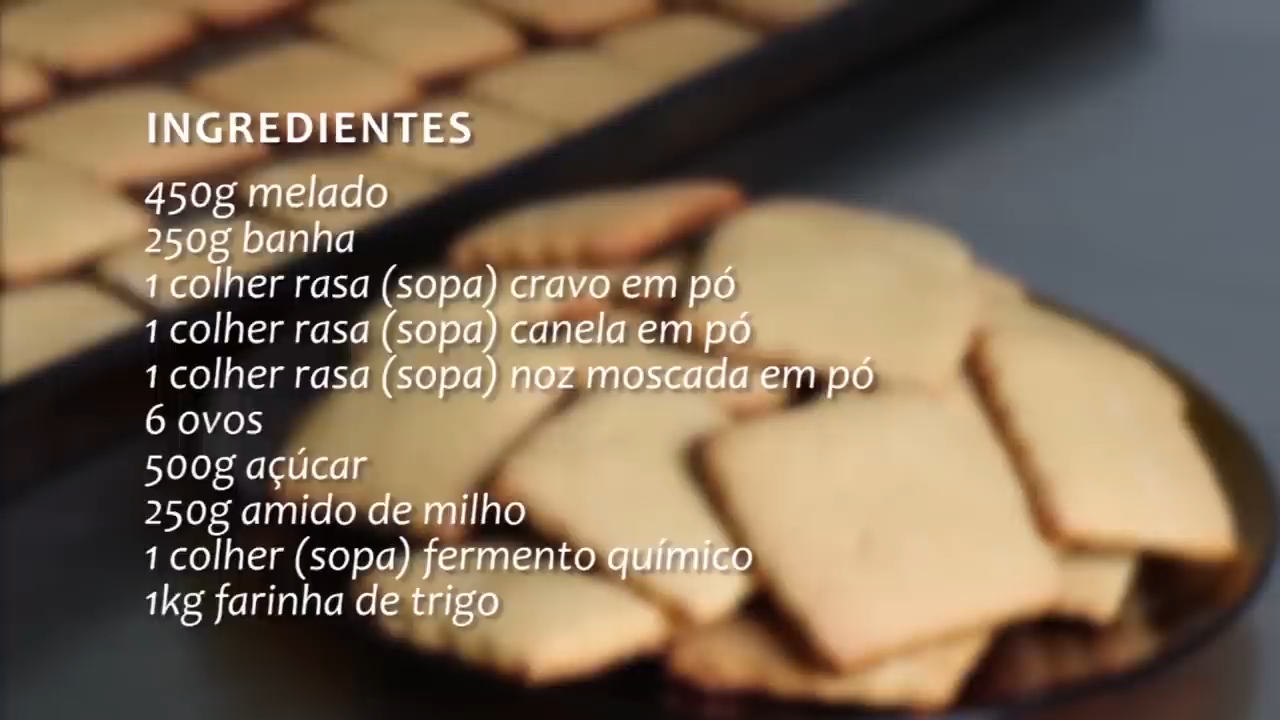 INGREDIENTES
450g melado
250g banha
1 colher rasa (sopa) cravo em pó
1 colher rasa (sopa) canela em pó
1 colher rasa (sopa) noz moscada em pó
6 ovos
500g açúcar
250g amido de milho
1 colher (sopa) fermento químico
1kg farinha de trigo